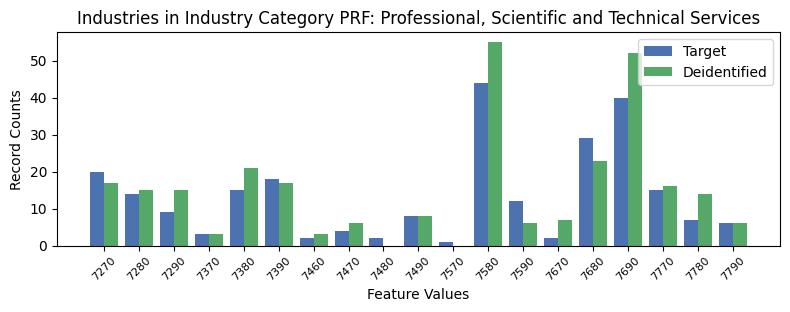 Industries in Industry Category PRF: Professional, Scientific and Technical Services
Target
Deidentified
Record Counts
50
40
30
20
10
0
7270 7280 7290 7370 7380 7390 7460 7470 7480 7490 7570 7580 7590 7670 7680 7690 7770 7780 7790
Feature Values